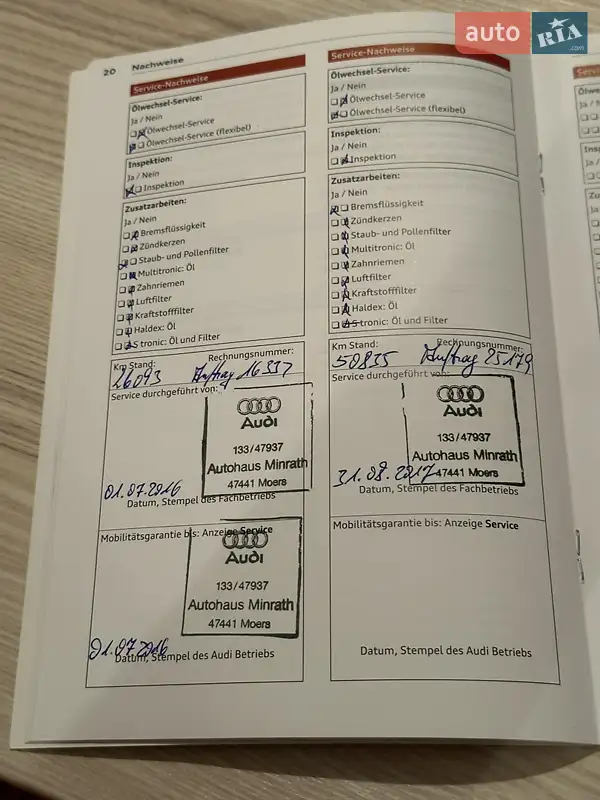 auto RIA .com
20 Nachweise
Service-Nachweise
Ölwechsel-Service:
Ja / Nein
Ölwechsel-Service
Ölwechsel-Service (flexibel)
Inspektion:
Ja / Nein
Inspektion
Zusatzarbeiten:
Ja / Nein
Bremsflüssigkeit
Zündkerzen
Staub- und Pollenfilter
Multitronic: Öl
Zahnriemen
Luftfilter
Kraftstofffilter
Haldex: Öl
S tronic: Öl und Filter
Km Stand: Rechnungsnummer:
26093 Auftrag 16337
Service durchgeführt von:
Audi
133/47937
Autohaus Minrath
47441 Moers
01.07.2016
Datum, Stempel des Fachbetriebs
Mobilitätsgarantie bis: Anzeige Service
Audi
133/47937
Autohaus Minrath
47441 Moers
01.07.2016
Datum, Stempel des Audi Betriebs
Service-Nachweise
Ölwechsel-Service:
Ja / Nein
Ölwechsel-Service
Ölwechsel-Service (flexibel)
Inspektion:
Ja / Nein
Inspektion
Zusatzarbeiten:
Ja / Nein
Bremsflüssigkeit
Zündkerzen
Staub- und Pollenfilter
Multitronic: Öl
Zahnriemen
Luftfilter
Kraftstofffilter
Haldex: Öl
S tronic: Öl und Filter
Km Stand: Rechnungsnummer:
50835 Auftrag 25179
Service durchgeführt von:
Audi
133/47937
Autohaus Minrath
47441 Moers
31.08.2017
Datum, Stempel des Fachbetriebs
Mobilitätsgarantie bis: Anzeige Service
Datum, Stempel des Audi Betriebs